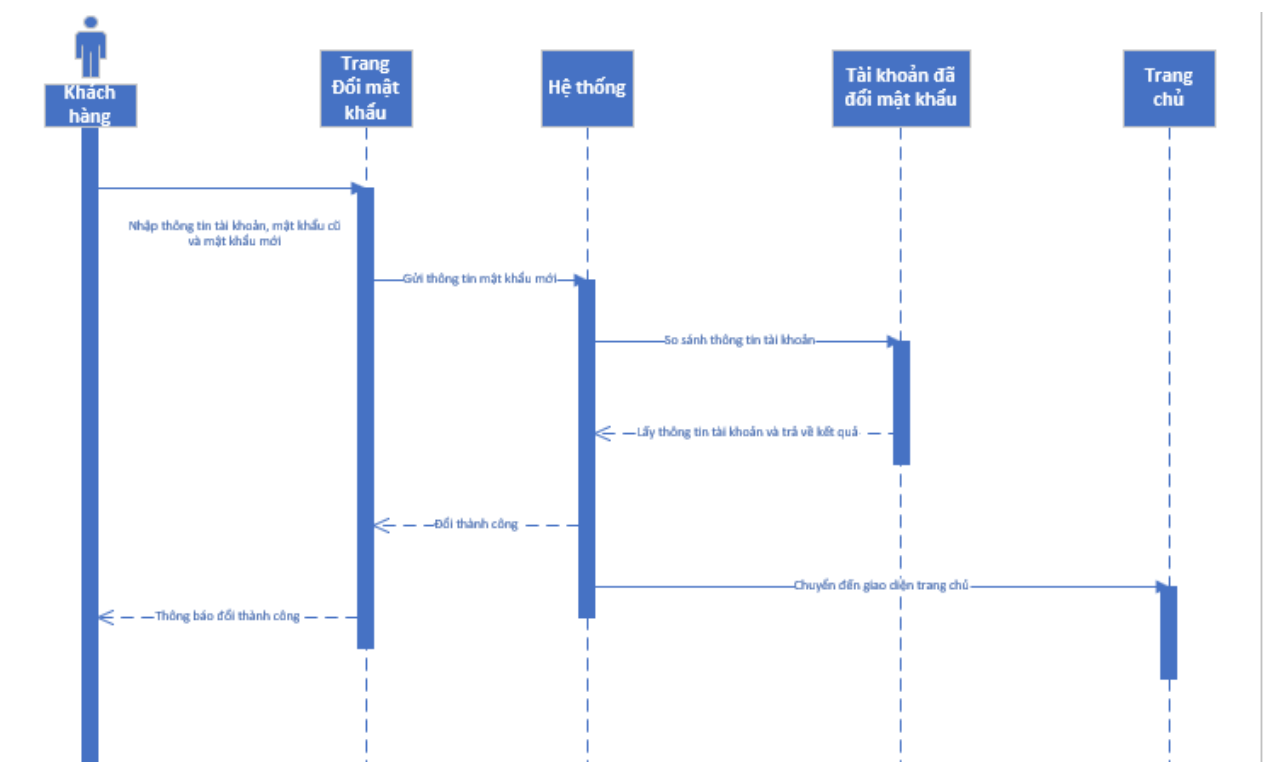 Khách
hàng
Trang
Đổi mật
khẩu
Hệ thống
Tài khoản đã
đổi mật khẩu
Trang
chủ
Nhập thông tin tài khoản, mật khẩu cũ
và mật khẩu mới
Gửi thông tin mật khẩu mới
So sánh thông tin tài khoản
Lấy thông tin tài khoản và trả về kết quả
Đổi thành công
Chuyển đến giao diện trang chủ
Thông báo đổi thành công